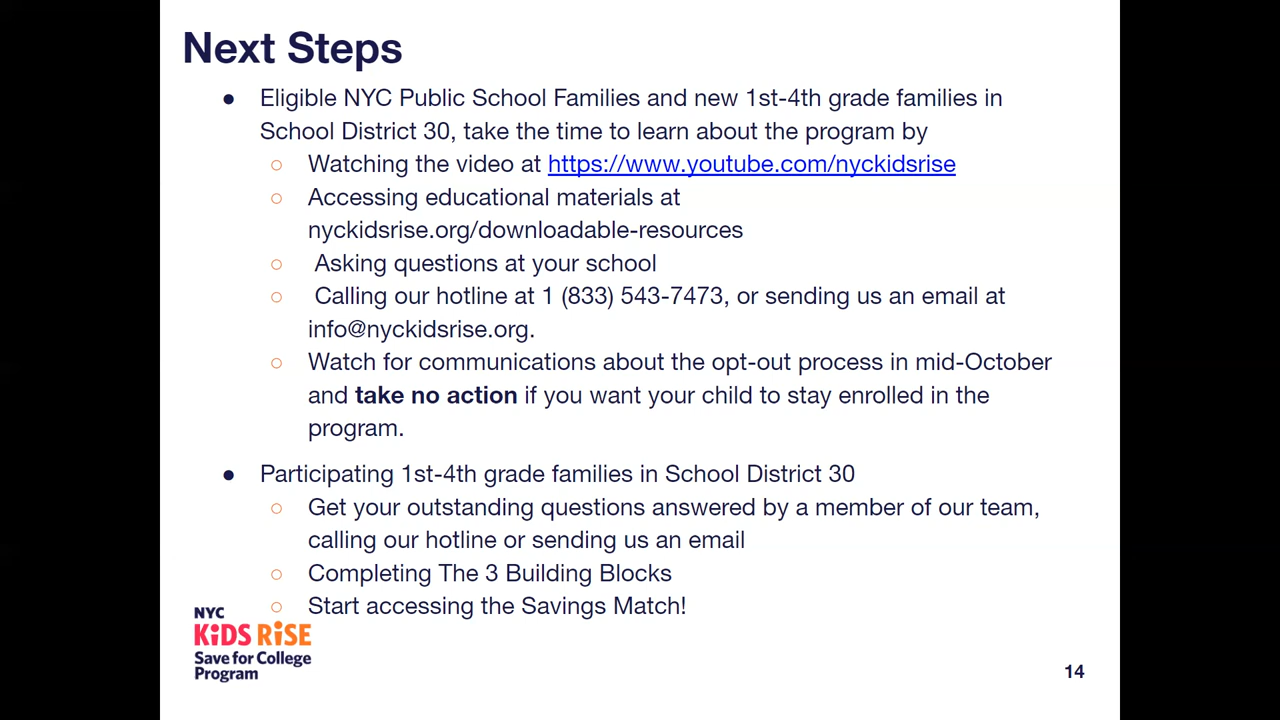 Next Steps
● Eligible NYC Public School Families and new 1st-4th grade families in
School District 30, take the time to learn about the program by
○ Watching the video at https://www.youtube.com/nyckidsrise
○ Accessing educational materials at
nyckidsrise.org/downloadable-resources
○ Asking questions at your school
○ Calling our hotline at 1 (833) 543-7473, or sending us an email at
info@nyckidsrise.org.
○ Watch for communications about the opt-out process in mid-October
and take no action if you want your child to stay enrolled in the
program.
● Participating 1st-4th grade families in School District 30
○ Get your outstanding questions answered by a member of our team,
calling our hotline or sending us an email
○ Completing The 3 Building Blocks
○ Start accessing the Savings Match!
NYC
KiDS RiSE
Save for College
Program
14